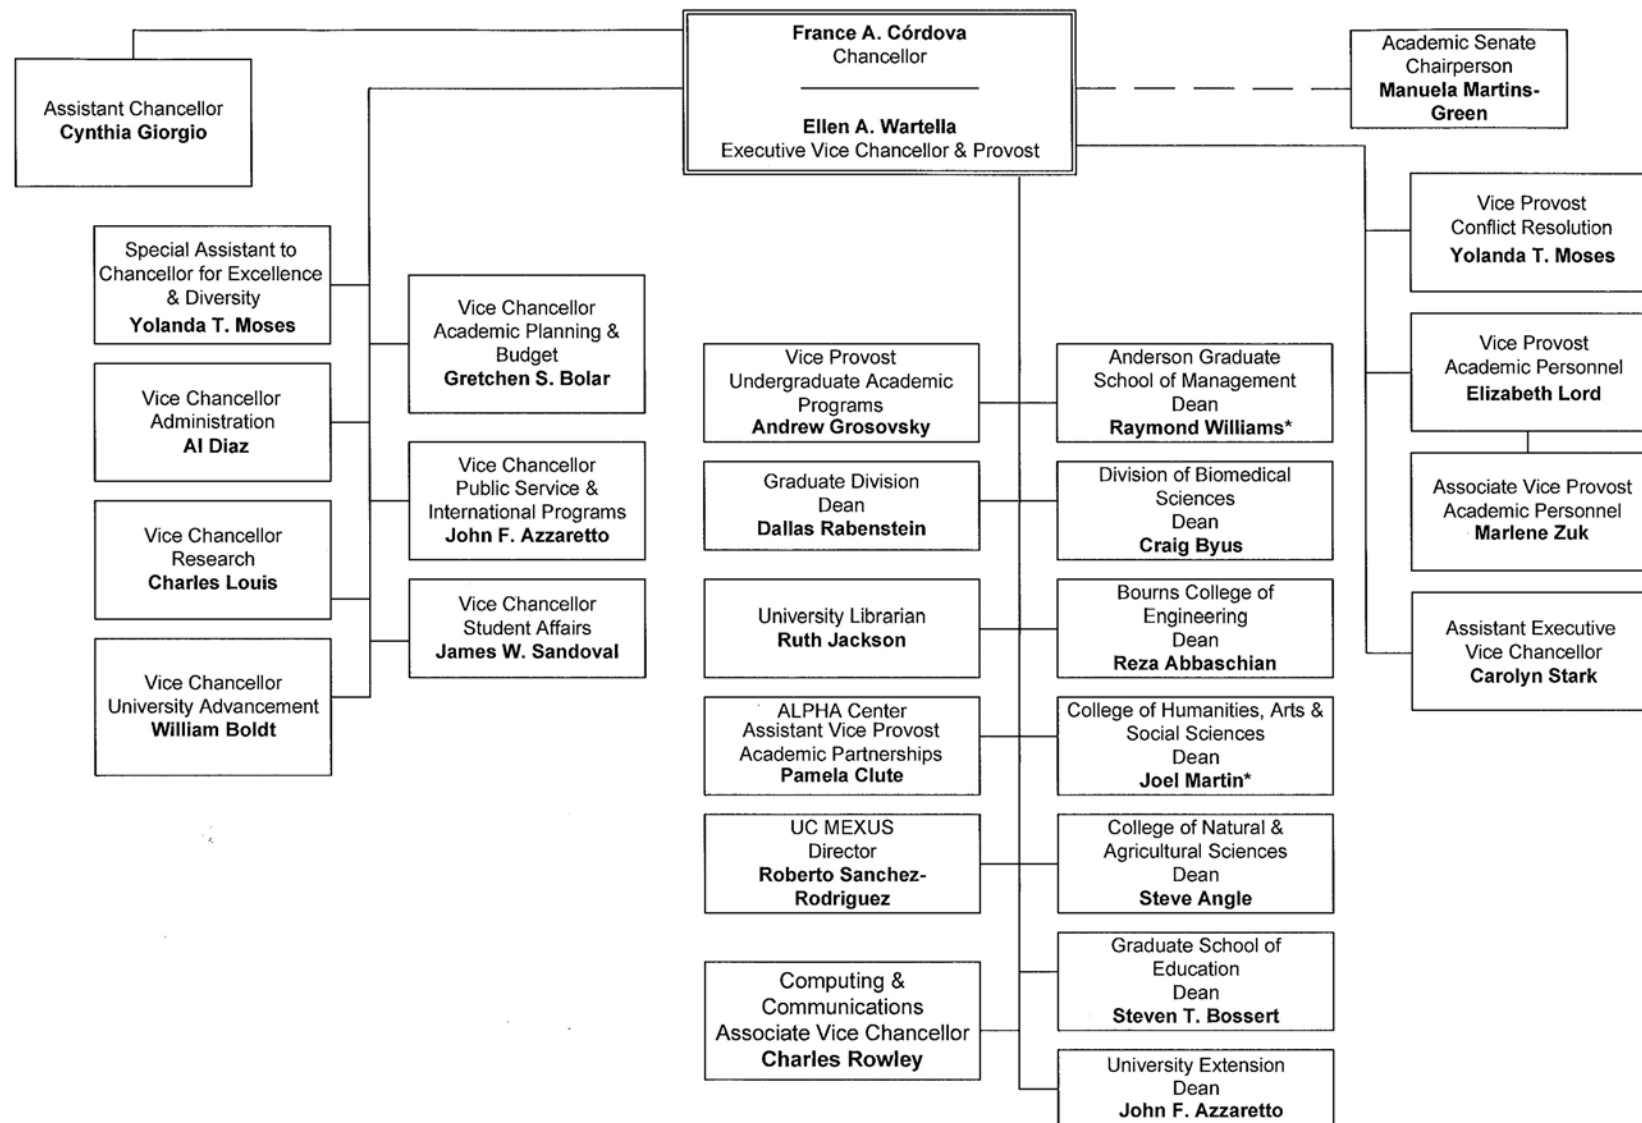 France A. Córdova
Chancellor
Ellen A. Wartella
Executive Vice Chancellor & Provost
Assistant Chancellor
Cynthia Giorgio
Academic Senate
Chairperson
Manuela Martins-
Green
Special Assistant to
Chancellor for Excellence
& Diversity
Yolanda T. Moses
Vice Chancellor
Administration
Al Diaz
Vice Chancellor
Research
Charles Louis
Vice Chancellor
University Advancement
William Boldt
Vice Chancellor
Academic Planning &
Budget
Gretchen S. Bolar
Vice Chancellor
Public Service &
International Programs
John F. Azzaretto
Vice Chancellor
Student Affairs
James W. Sandoval
Vice Provost
Undergraduate Academic
Programs
Andrew Grosovsky
Graduate Division
Dean
Dallas Rabenstein
University Librarian
Ruth Jackson
ALPHA Center
Assistant Vice Provost
Academic Partnerships
Pamela Clute
UC MEXUS
Director
Roberto Sanchez-
Rodriguez
Computing &
Communications
Associate Vice Chancellor
Charles Rowley
Anderson Graduate
School of Management
Dean
Raymond Williams*
Division of Biomedical
Sciences
Dean
Craig Byus
Bourns College of
Engineering
Dean
Reza Abbaschian
College of Humanities, Arts &
Social Sciences
Dean
Joel Martin*
College of Natural &
Agricultural Sciences
Dean
Steve Angle
Graduate School of
Education
Dean
Steven T. Bossert
University Extension
Dean
John F. Azzaretto
Vice Provost
Conflict Resolution
Yolanda T. Moses
Vice Provost
Academic Personnel
Elizabeth Lord
Associate Vice Provost
Academic Personnel
Marlene Zuk
Assistant Executive
Vice Chancellor
Carolyn Stark